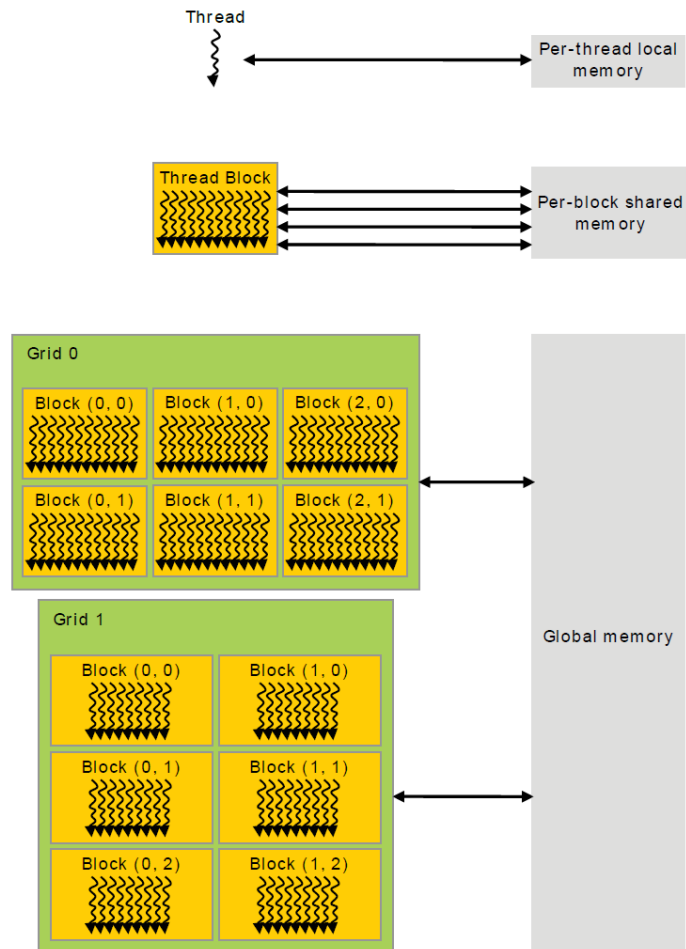 Thread
Per-thread local
memory
Thread Block
Per-block shared
memory
Grid 0
Block (0, 0)
Block (1, 0)
Block (2, 0)
Block (0, 1)
Block (1, 1)
Block (2, 1)
Global memory
Grid 1
Block (0, 0)
Block (1, 0)
Block (0, 1)
Block (1, 1)
Block (0, 2)
Block (1, 2)